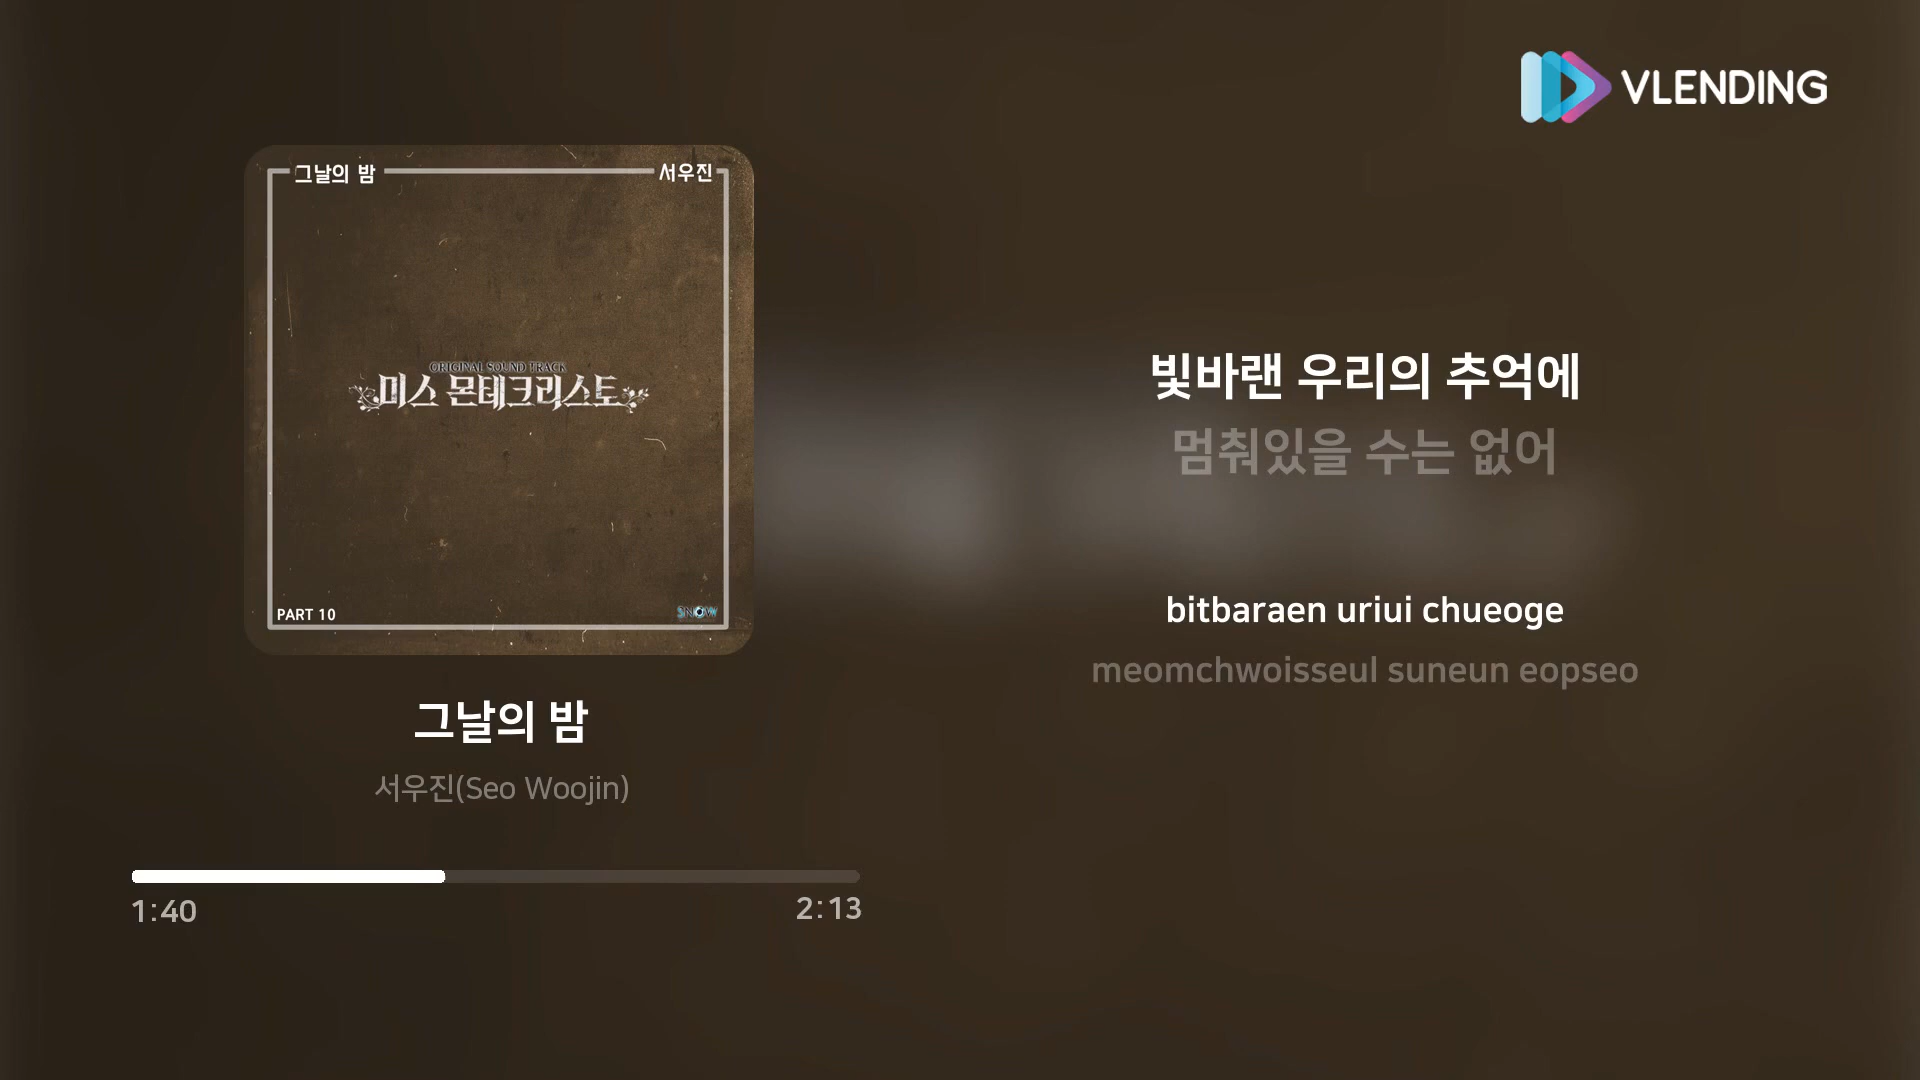 VLENDING
그날의 밤
서우진
ORIGINAL SOUND TRACK
미스 몬테크리스토
PART 10
SNOW
그날의 밤
서우진(Seo Woojin)
1:40
2:13
빛바랜 우리의 추억에
멈춰있을 수는 없어
bitbaraen uriui chueoge
meomchwoisseul suneun eopseo